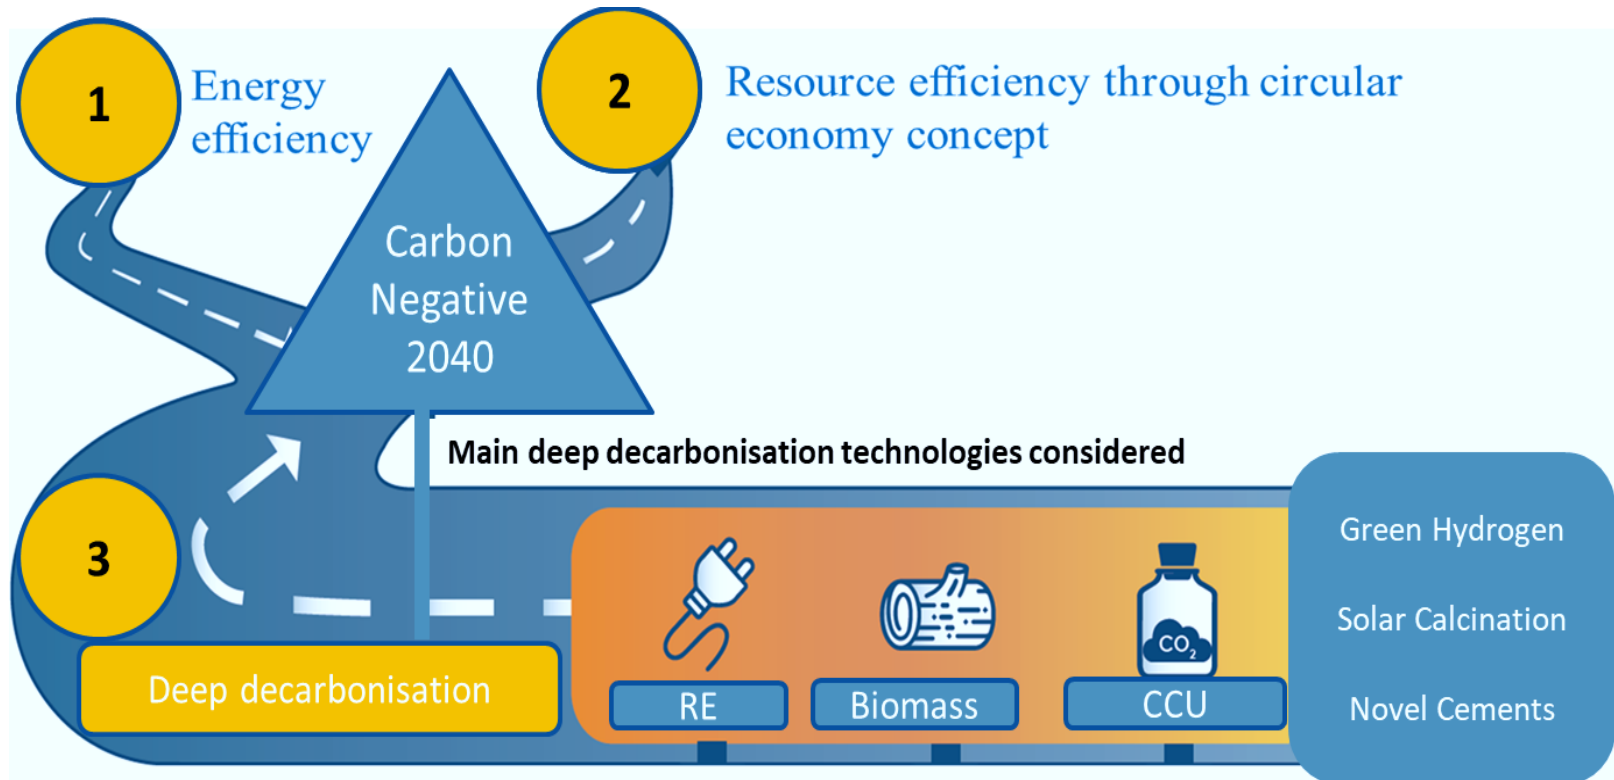 1
Energy
efficiency
2
Resource efficiency through circular
economy concept
Carbon
Negative
2040
Main deep decarbonisation technologies considered
3
Deep decarbonisation
RE
Biomass
CO₂
CCU
Green Hydrogen
Solar Calcination
Novel Cements